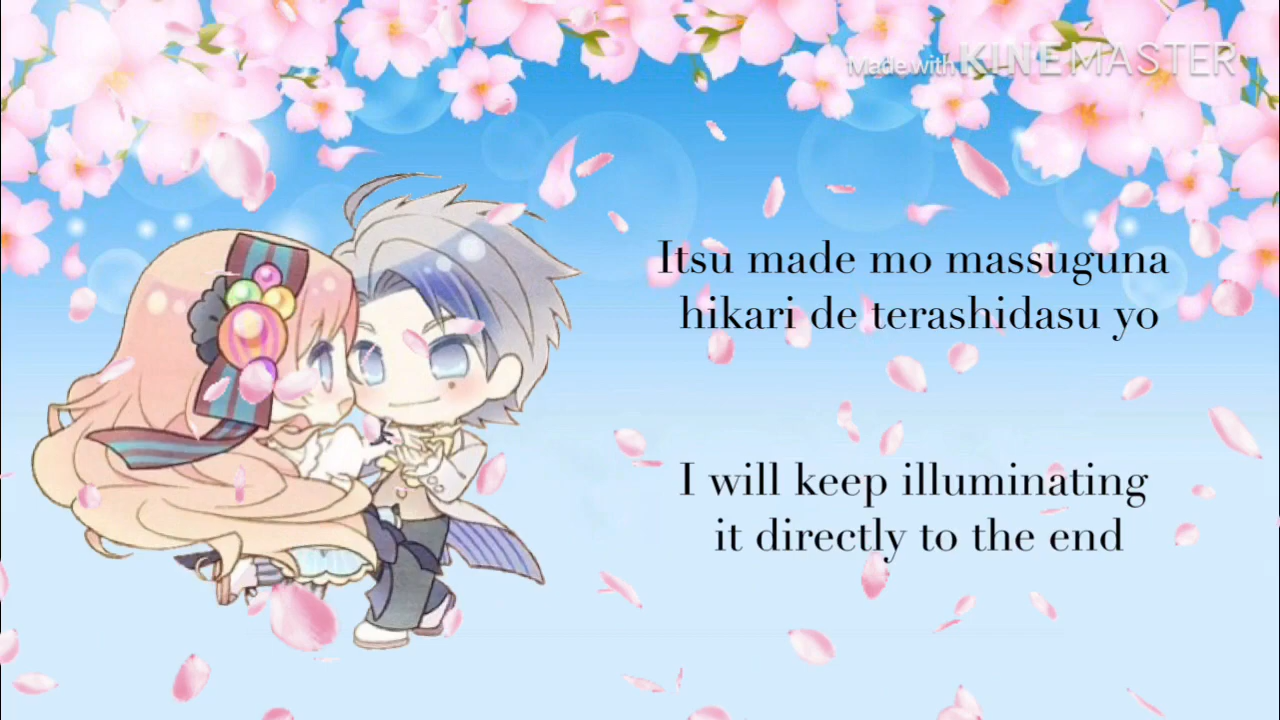 Made with KINEMASTER
Itsu made mo massuguna
hikari de terashidasu yo
I will keep illuminating
it directly to the end